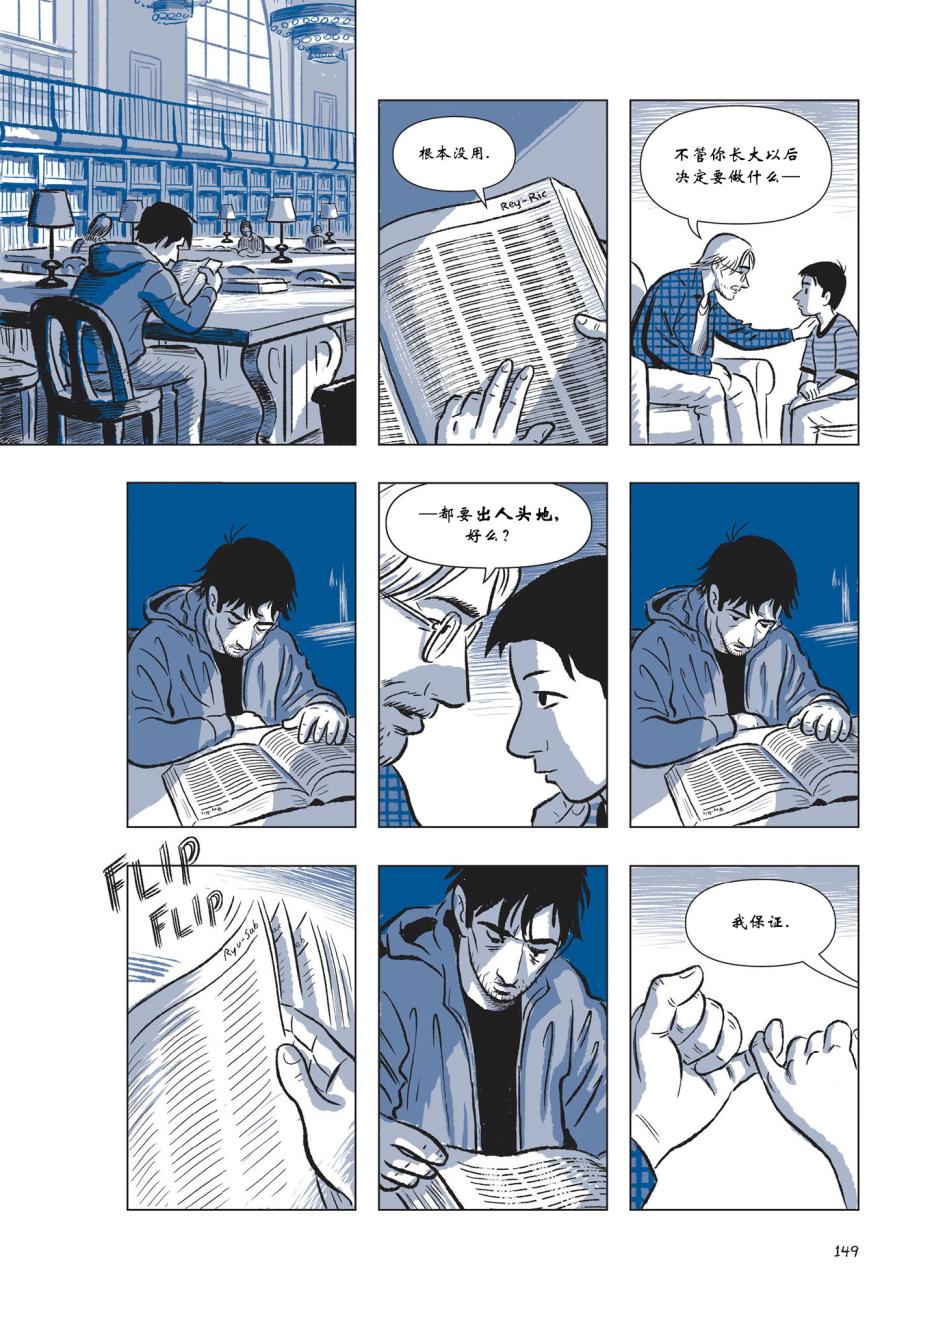 根本没用.
Rey-Ric
不管你长大以后
决定要做什么—
—都要出人头地,
好么?
FLIP
FLIP
Ryu-Sab
我保证.
149